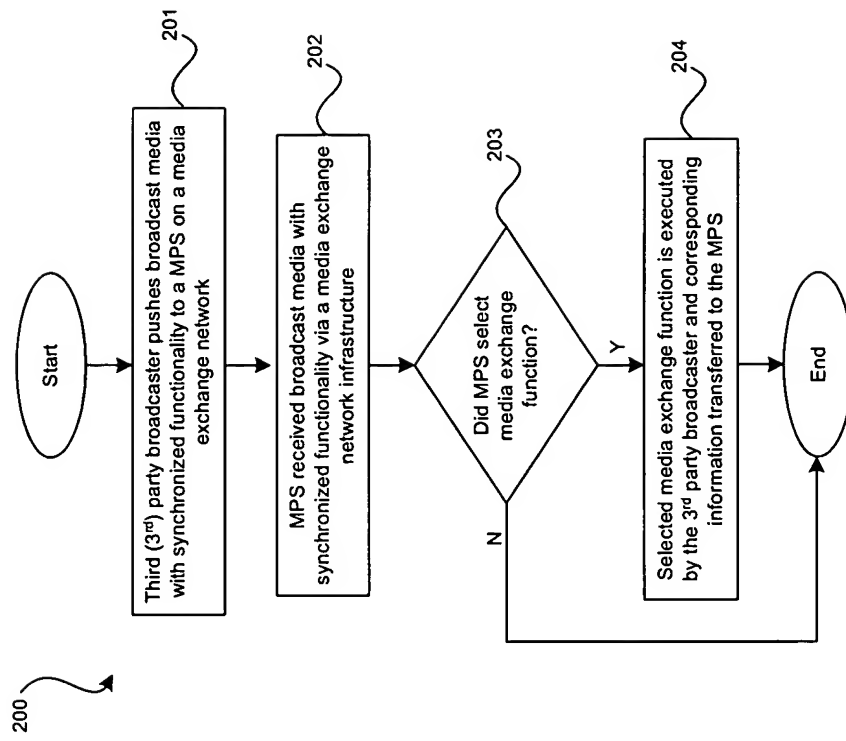 200
Start
Third (3rd) party broadcaster pushes broadcast media
with synchronized functionality to a MPS on a media
exchange network
201
MPS received broadcast media with
synchronized functionality via a media exchange
network infrastructure
202
Did MPS select
media exchange
function?
203
N
Y
Selected media exchange function is executed
by the 3rd party broadcaster and corresponding
information transferred to the MPS
204
End